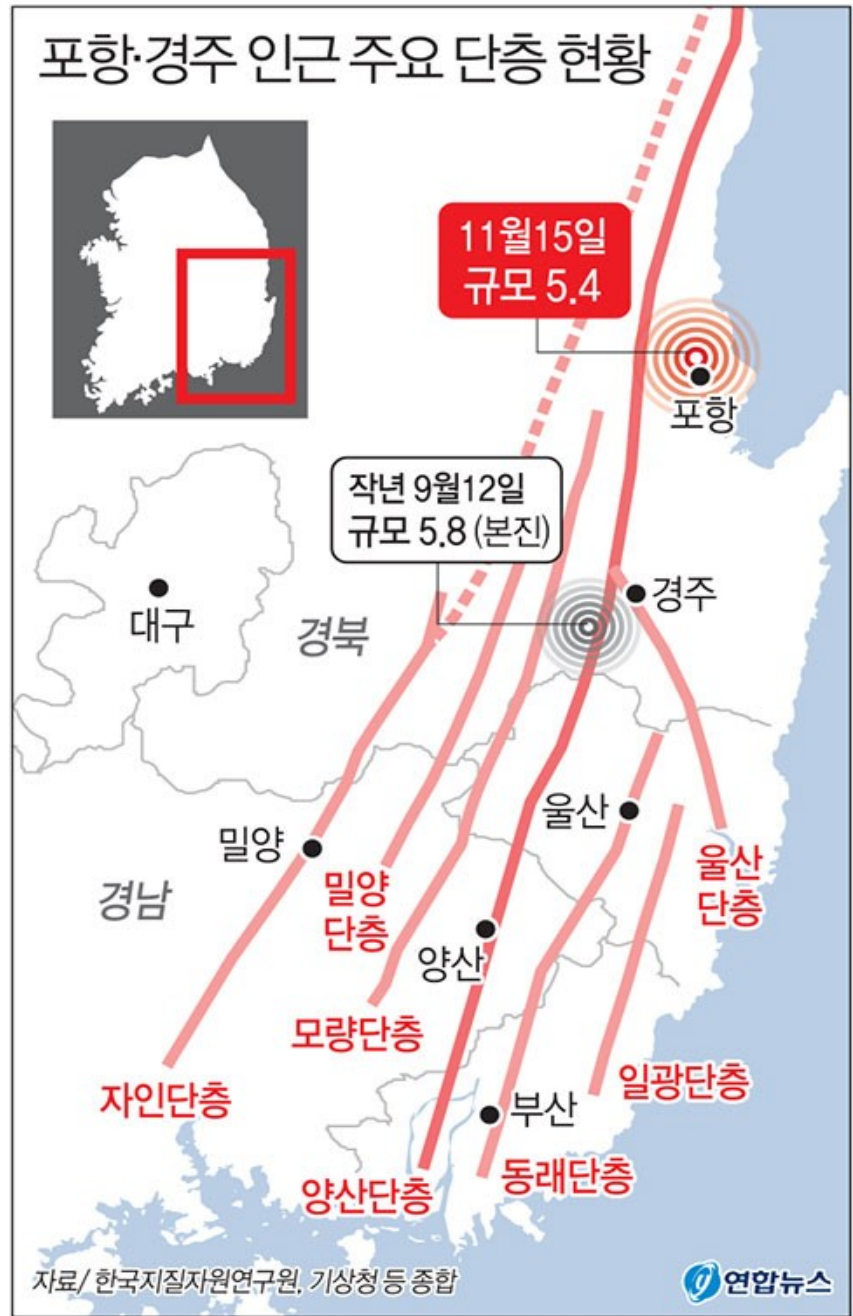 포항·경주 인근 주요 단층 현황
11월15일
규모 5.4
포항
작년 9월12일
규모 5.8 (본진)
경주
대구
경북
울산
밀양
울산
단층
밀양
단층
경남
양산
모량단층
일광단층
자인단층
부산
양산단층
동래단층
자료/ 한국지질자원연구원, 기상청 등 종합
y 연합뉴스